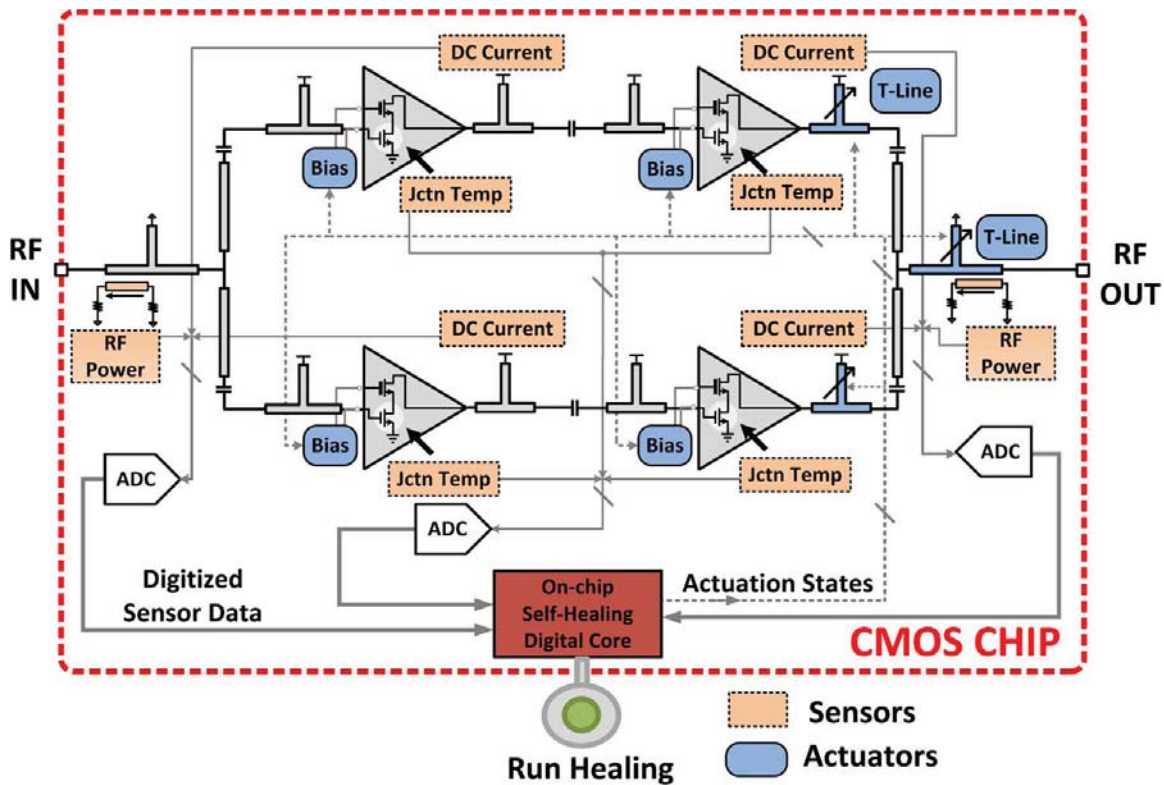 DC Current
DC Current
T-Line
Bias
Bias
Jctn Temp
Jctn Temp
RF
IN
T-Line
RF
OUT
RF
Power
DC Current
DC Current
RF
Power
Bias
Bias
ADC
Jctn Temp
Jctn Temp
ADC
ADC
Digitized
Sensor Data
On-chip
Self-Healing
Digital Core
Actuation States
CMOS CHIP
Run Healing
Sensors
Actuators